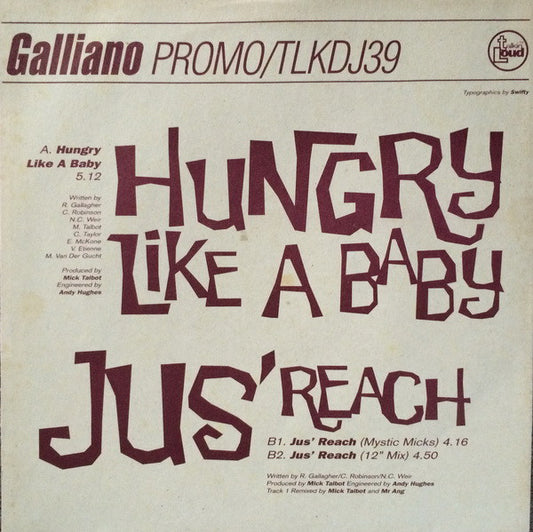 Galliano PROMO/TLKDJ39
talkin' Loud
Typographics by Swifty
A. Hungry
Like A Baby
5.12
Written by
R. Gallagher
C. Robinson
N.C. Weir
M. Talbot
C. Taylor
E. McKone
V. Etienne
M. Van Der Gucht
Produced by
Mick Talbot
Engineered by
Andy Hughes
HUNGRY
LIKE A BABY
JUS' REACH
B1. Jus' Reach (Mystic Micks) 4.16
B2. Jus' Reach (12" Mix) 4.50
Written by R. Gallagher/C. Robinson/N.C. Weir
Produced by Mick Talbot Engineered by Andy Hughes
Track 1 Remixed by Mick Talbot and Mr Ang